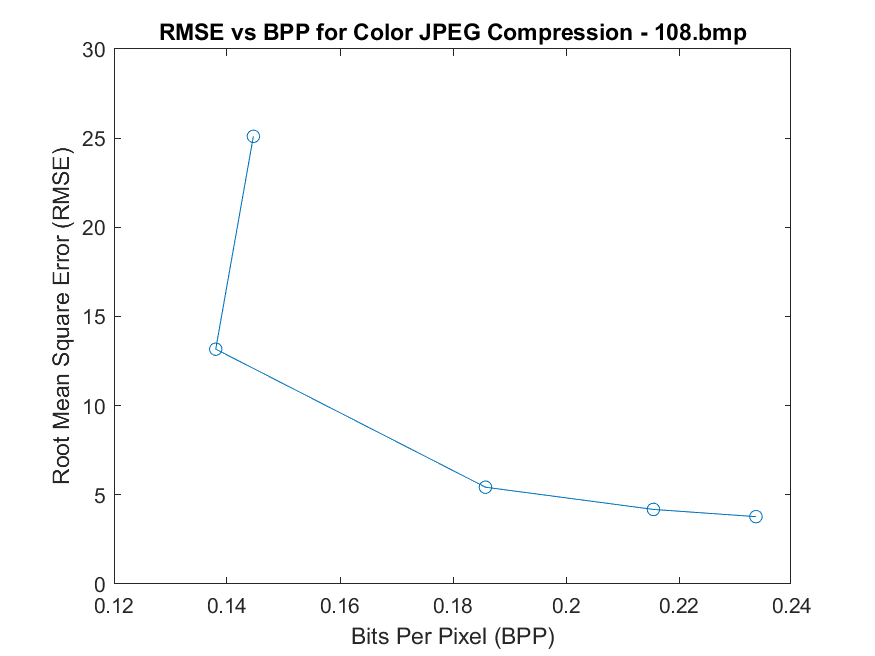 RMSE vs BPP for Color JPEG Compression - 108.bmp
30
25
20
15
10
5
0
Root Mean Square Error (RMSE)
0.12 0.14 0.16 0.18 0.2 0.22 0.24
Bits Per Pixel (BPP)